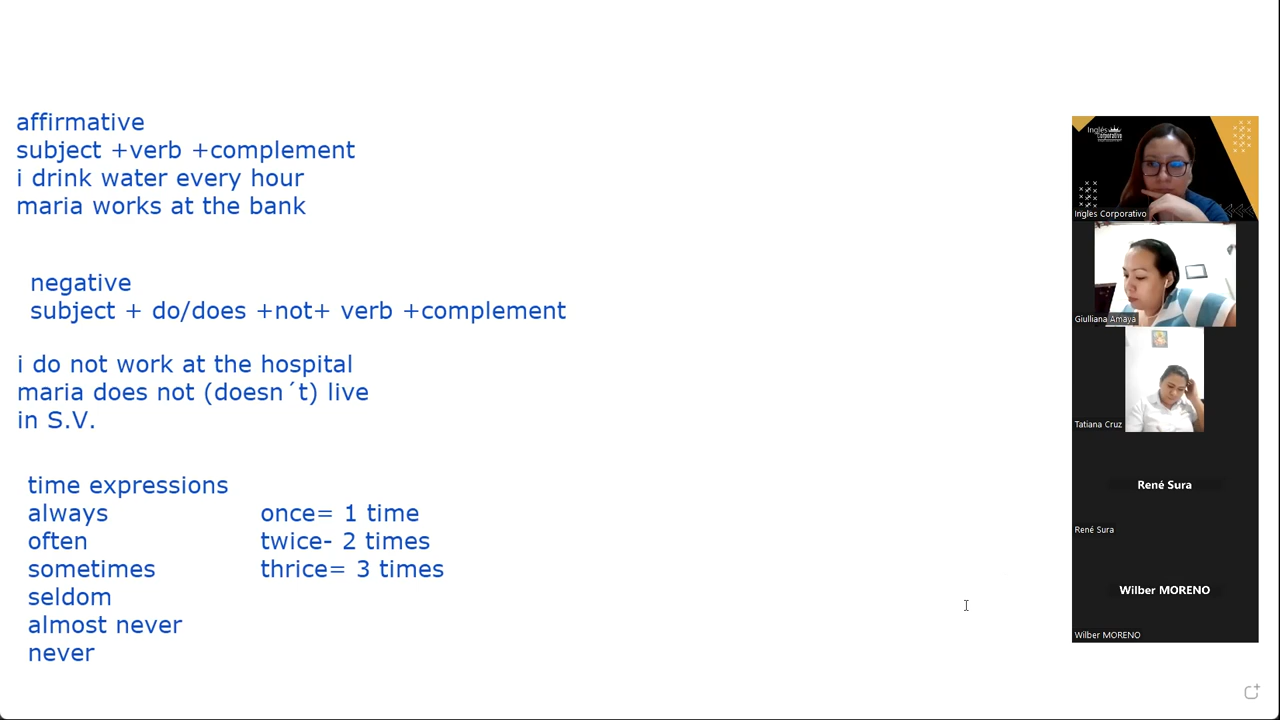 affirmative
subject +verb +complement
i drink water every hour
maria works at the bank
negative
subject + do/does +not+ verb +complement
i do not work at the hospital
maria does not (doesn´t) live
in S.V.
time expressions
always
often
sometimes
seldom
almost never
never
once= 1 time
twice- 2 times
thrice= 3 times
Inglés
Corporativo
Ingles Corporativo
Giulliana Amaya
Tatiana Cruz
René Sura
René Sura
Wilber MORENO
Wilber MORENO